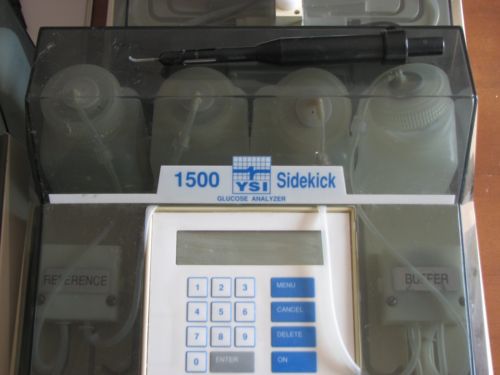 1500 YSI Sidekick
GLUCOSE ANALYZER
REFERENCE
BUFFER
1 2 3 MENU
4 5 6 CANCEL
7 8 9 DELETE
0 ENTER ON